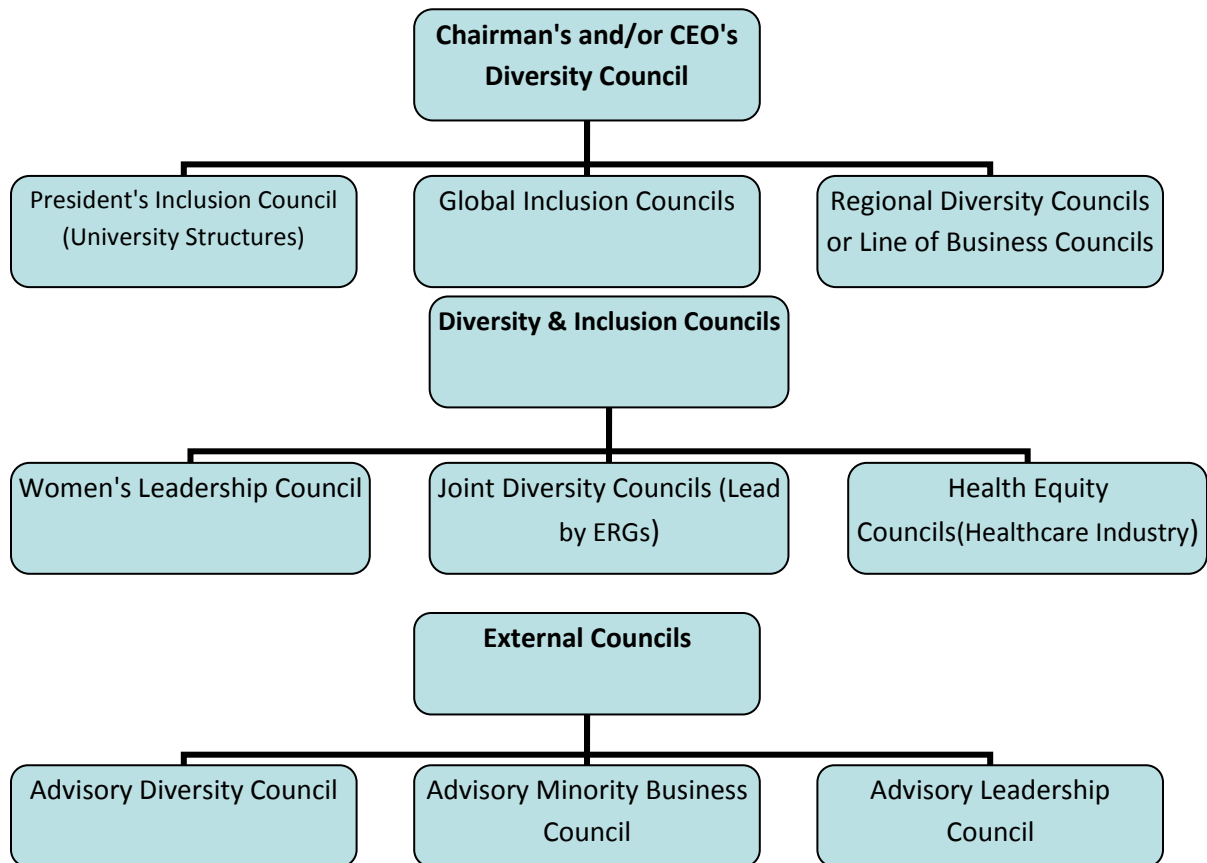 Chairman's and/or CEO's
Diversity Council
President's Inclusion Council
(University Structures)
Global Inclusion Councils
Regional Diversity Councils
or Line of Business Councils
Diversity & Inclusion Councils
Women's Leadership Council
Joint Diversity Councils (Lead
by ERGs)
Health Equity
Councils(Healthcare Industry)
External Councils
Advisory Diversity Council
Advisory Minority Business
Council
Advisory Leadership
Council